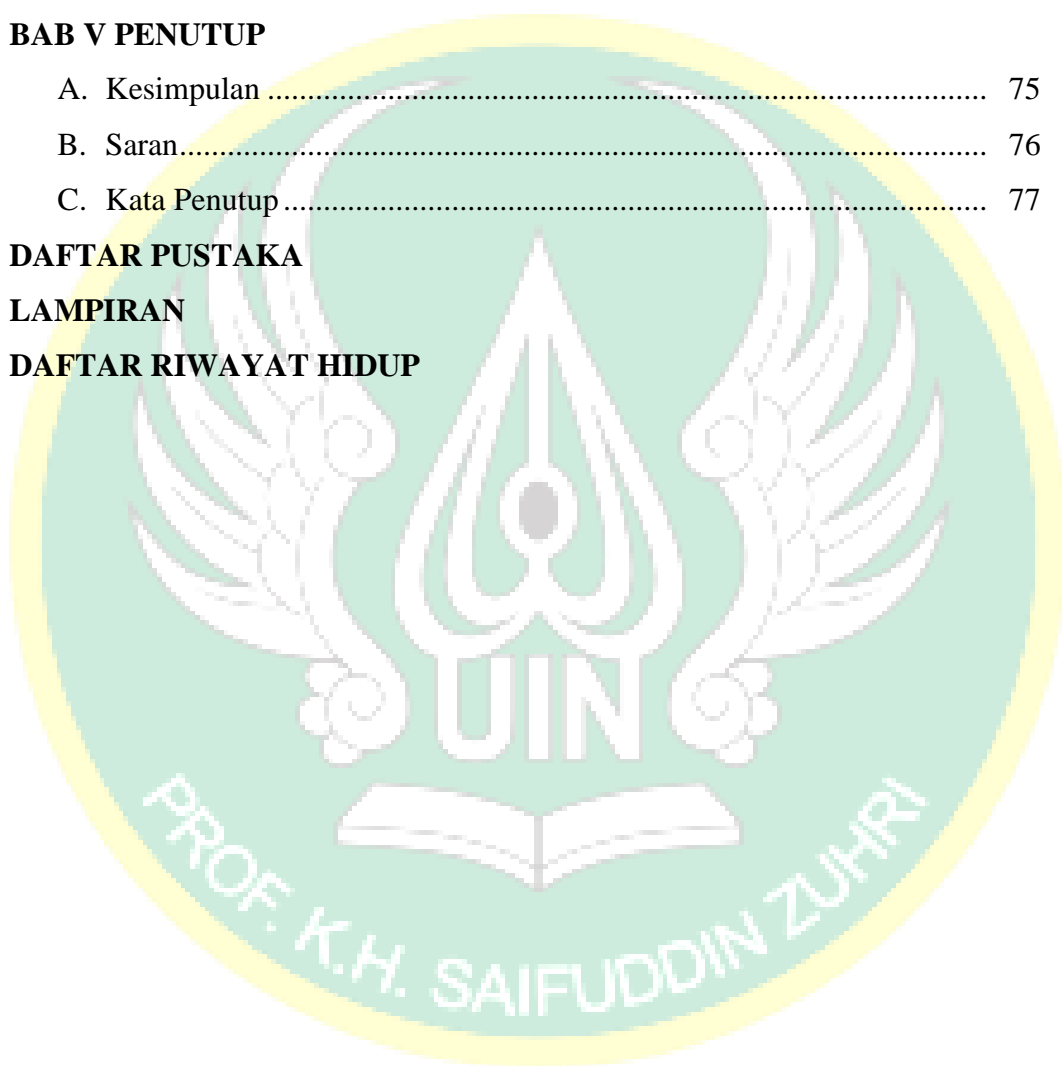 BAB V PENUTUP
A. Kesimpulan ........................................................................................... 75
B. Saran...................................................................................................... 76
C. Kata Penutup ......................................................................................... 77
DAFTAR PUSTAKA
LAMPIRAN
DAFTAR RIWAYAT HIDUP
UIN
PROF. K.H. SAIFUDDIN ZUHRI